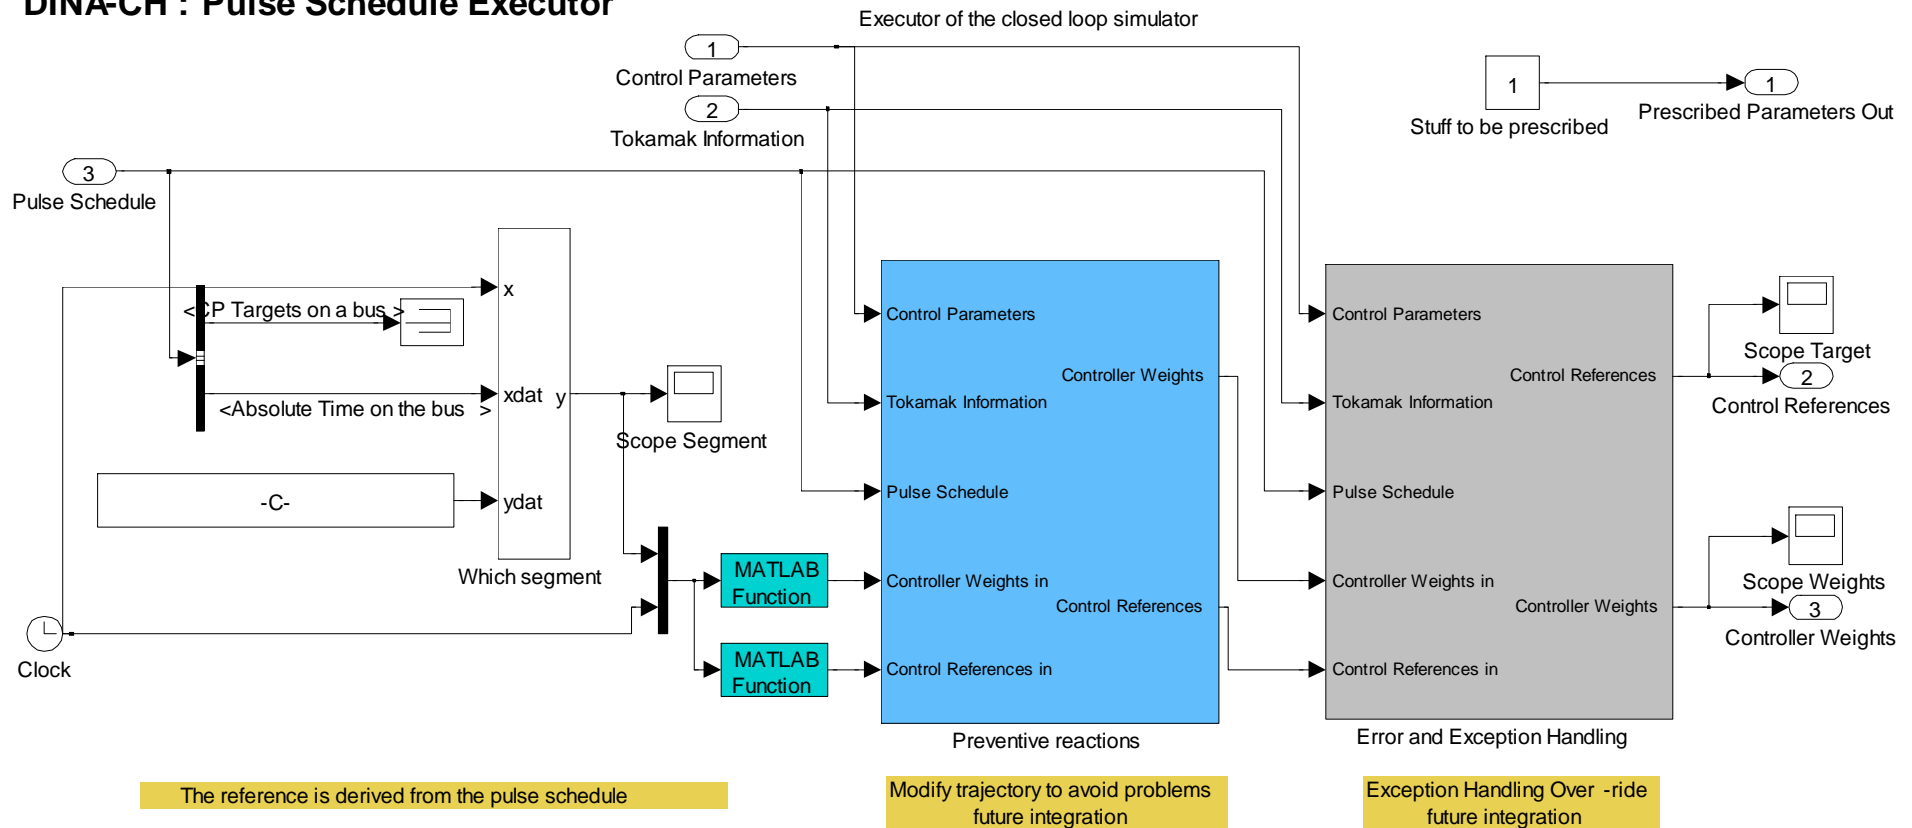 DINA-CH : Pulse Schedule Executor
Executor of the closed loop simulator
1
Control Parameters
2
Tokamak Information
1
Stuff to be prescribed
1
Prescribed Parameters Out
3
Pulse Schedule
<CP Targets on a bus >
<Absolute Time on the bus >
-C-
x
xdat
ydat
y
Which segment
Scope Segment
Clock
MATLAB
Function
MATLAB
Function
Control Parameters
Tokamak Information
Pulse Schedule
Controller Weights in
Control References in
Controller Weights
Control References
Preventive reactions
Control Parameters
Tokamak Information
Pulse Schedule
Controller Weights in
Control References in
Control References
Controller Weights
Error and Exception Handling
Scope Target
2
Control References
Scope Weights
3
Controller Weights
The reference is derived from the pulse schedule
Modify trajectory to avoid problems
future integration
Exception Handling Over -ride
future integration